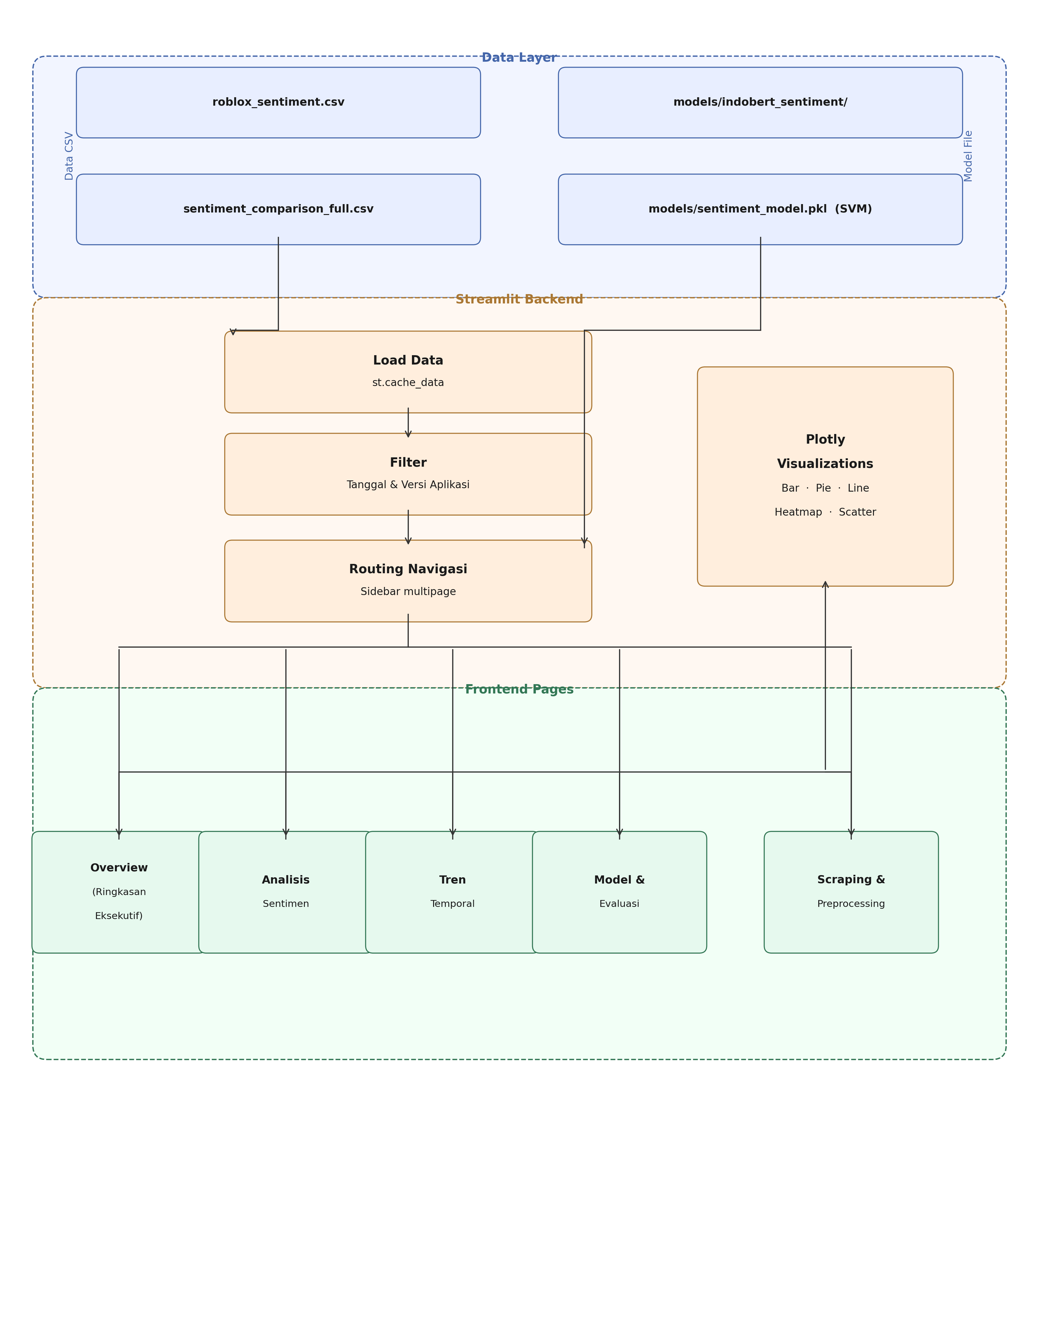 Data Layer
roblox_sentiment.csv
models/indobert_sentiment/
Data CSV
Model File
sentiment_comparison_full.csv
models/sentiment_model.pkl  (SVM)
Streamlit Backend
Load Data
st.cache_data
Filter
Tanggal & Versi Aplikasi
Routing Navigasi
Sidebar multipage
Plotly
Visualizations
Bar  ·  Pie  ·  Line
Heatmap  ·  Scatter
Frontend Pages
Overview
(Ringkasan
Eksekutif)
Analisis
Sentimen
Tren
Temporal
Model &
Evaluasi
Scraping &
Preprocessing